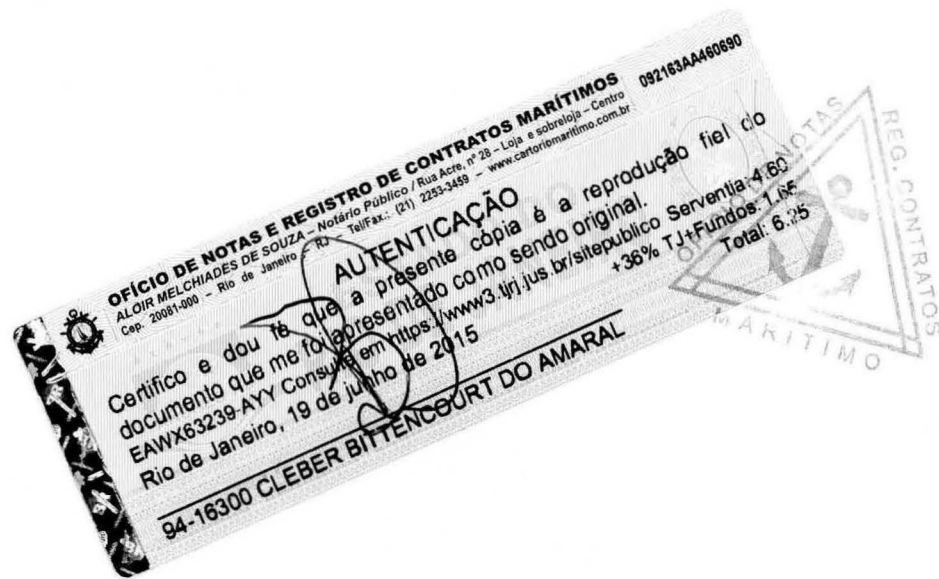 092163AA460690
OFÍCIO DE NOTAS E REGISTRO DE CONTRATOS MARÍTIMOS
ALOIR MELCHIADES DE SOUZA – Notário Público / Rua Acre, nº 28 – Loja e sobreloja – Centro
Cep. 20081-000 – Rio de Janeiro – RJ – Tel/Fax.: (21) 2253-3459 – www.cartoriomaritimo.com.br
AUTENTICAÇÃO
Certifico e dou fé que a presente cópia é a reprodução fiel do
documento que me foi apresentado como sendo original.
EAWX63239-AYY Consulte em https://www3.tjrj.jus.br/sitepublico Serventia:4.60
Rio de Janeiro, 19 de junho de 2015 +36% TJ+Fundos: 1.65
Total: 6.25
94-16300 CLEBER BITTENCOURT DO AMARAL
NOTAS
REG. CONTRATOS
MARÍTIMO